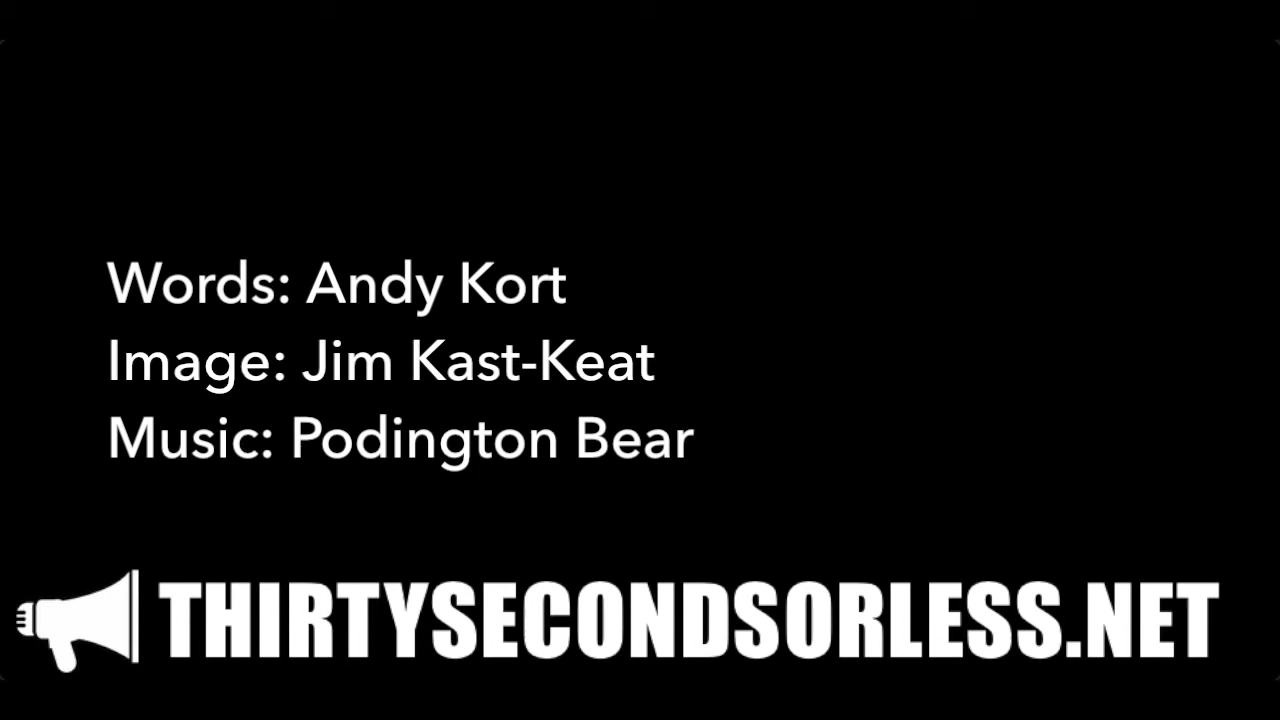 Words: Andy Kort
Image: Jim Kast-Keat
Music: Podington Bear
THIRTYSECONDSORLESS.NET